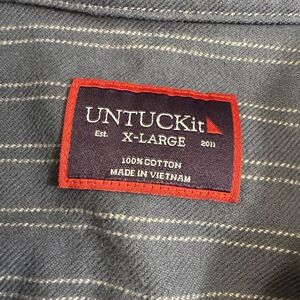 UNTUCKit
Est. X-LARGE 2011
100% COTTON
MADE IN VIETNAM